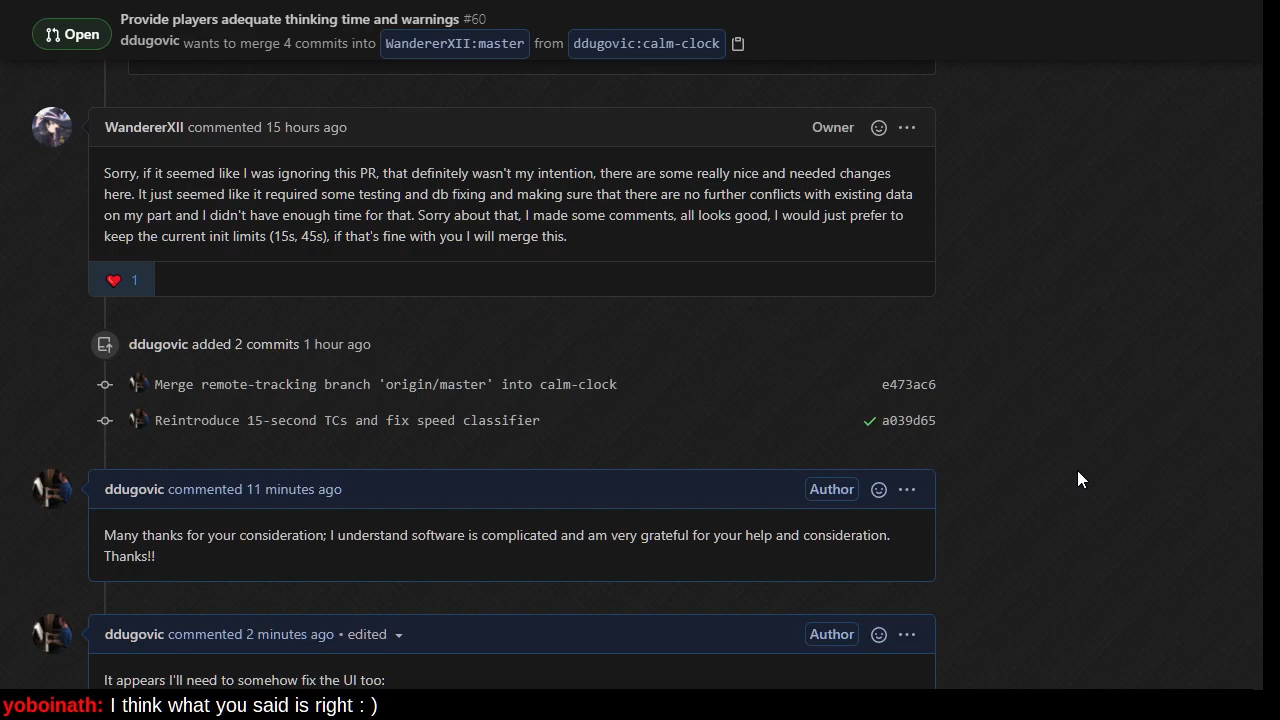 Open
Provide players adequate thinking time and warnings #60
ddugovic wants to merge 4 commits into WandererXII:master from ddugovic:calm-clock
WandererXII commented 15 hours ago
Owner
Sorry, if it seemed like I was ignoring this PR, that definitely wasn't my intention, there are some really nice and needed changes
here. It just seemed like it required some testing and db fixing and making sure that there are no further conflicts with existing data
on my part and I didn't have enough time for that. Sorry about that, I made some comments, all looks good, I would just prefer to
keep the current init limits (15s, 45s), if that's fine with you I will merge this.
❤️ 1
ddugovic added 2 commits 1 hour ago
Merge remote-tracking branch 'origin/master' into calm-clock e473ac6
Reintroduce 15-second TCs and fix speed classifier a039d65
ddugovic commented 11 minutes ago
Author
Many thanks for your consideration; I understand software is complicated and am very grateful for your help and consideration.
Thanks!!
ddugovic commented 2 minutes ago • edited
Author
It appears I'll need to somehow fix the UI too:
yoboinath: I think what you said is right : )